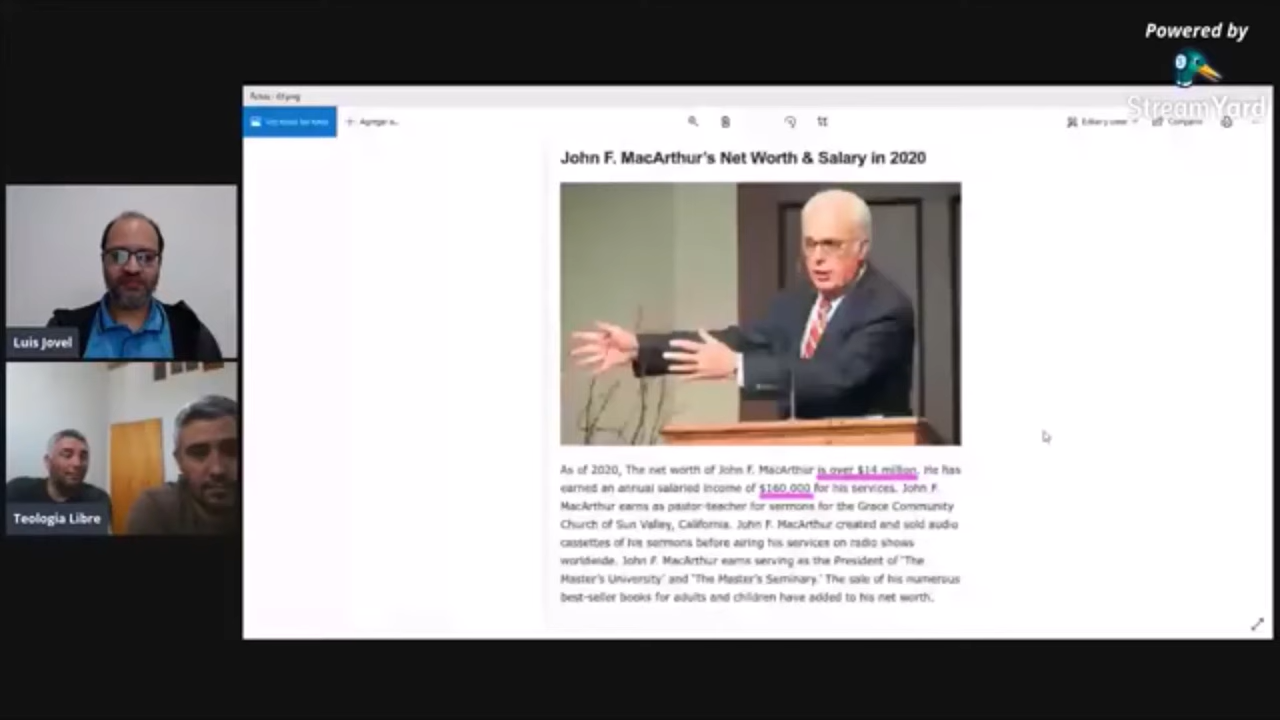 Powered by
StreamYard
Agregar a...
Editar y crear
Compartir
John F. MacArthur's Net Worth & Salary in 2020
Luis Jovel
As of 2020, The net worth of John F. MacArthur is over $14 million. He has
earned an annual salaried income of $160,000 for his services. John F.
MacArthur earns as pastor-teacher for sermons for the Grace Community
Church of Sun Valley, California. John F. MacArthur created and sold audio
cassettes of his sermons before airing his services on radio shows
worldwide. John F. MacArthur earns serving as the President of 'The
Master's University' and 'The Master's Seminary.' The sale of his numerous
best-seller books for adults and children have added to his net worth.
Teologia Libre